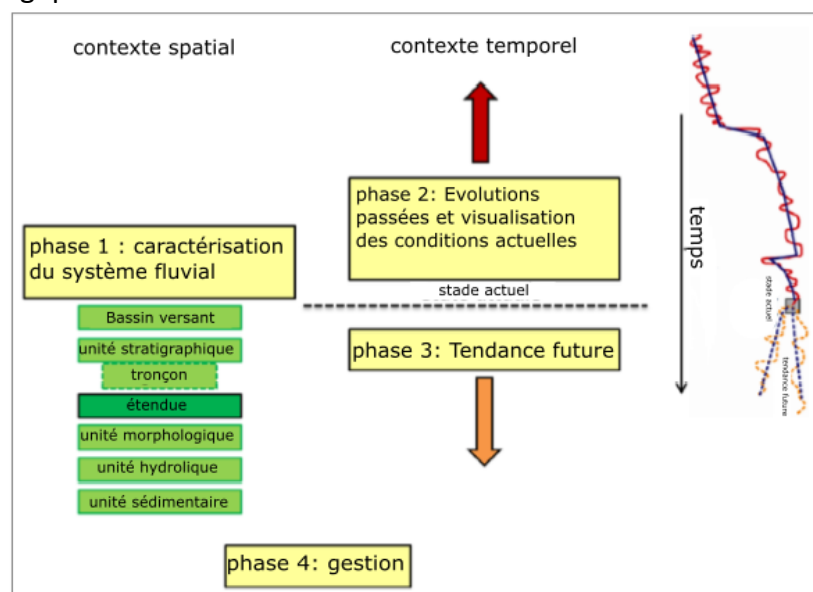 contexte spatial
contexte temporel
phase 1 : caractérisation
du système fluvial
Bassin versant
unité stratigraphique
tronçon
étendue
unité morphologique
unité hydrolique
unité sédimentaire
phase 2: Evolutions
passées et visualisation
des conditions actuelles
stade actuel
phase 3: Tendance future
phase 4: gestion
temps
stade actuel
tendance future